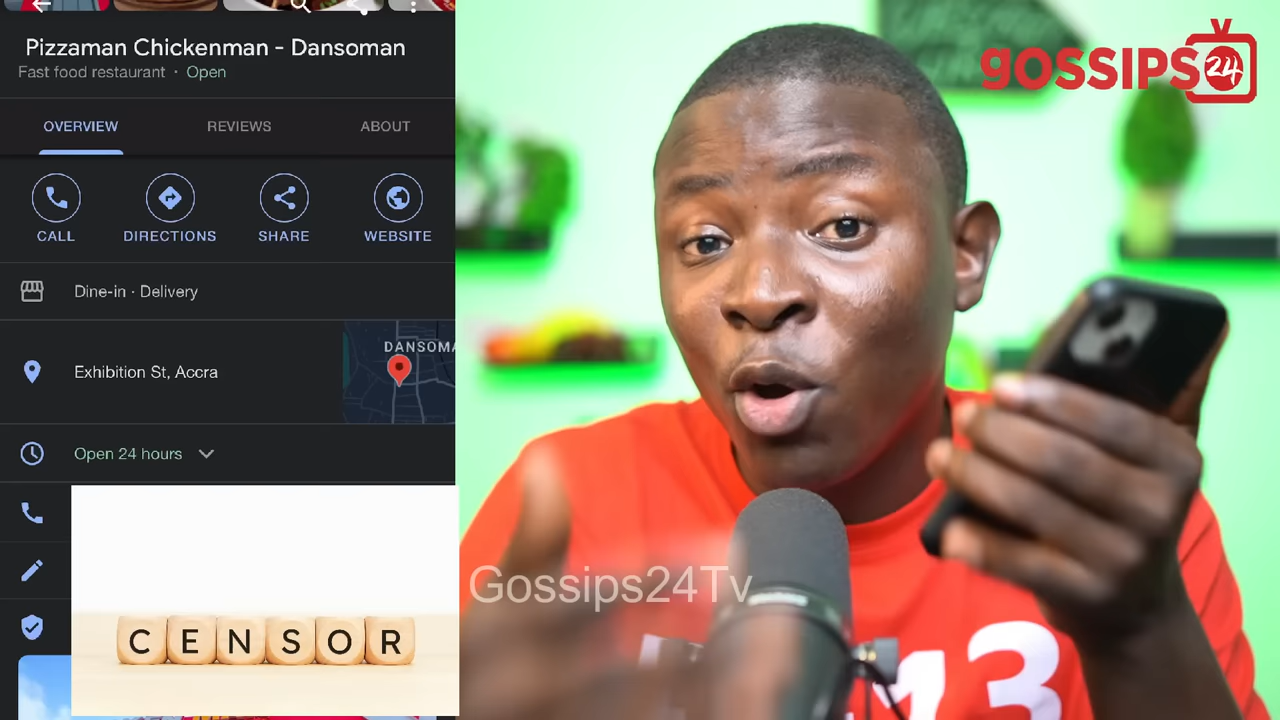 Pizzaman Chickenman - Dansoman
Fast food restaurant · Open
OVERVIEW REVIEWS ABOUT
CALL DIRECTIONS SHARE WEBSITE
Dine-in · Delivery
DANSOMA
Exhibition St, Accra
Open 24 hours
CENSOR
gOSSIPS24
Gossips24Tv
13